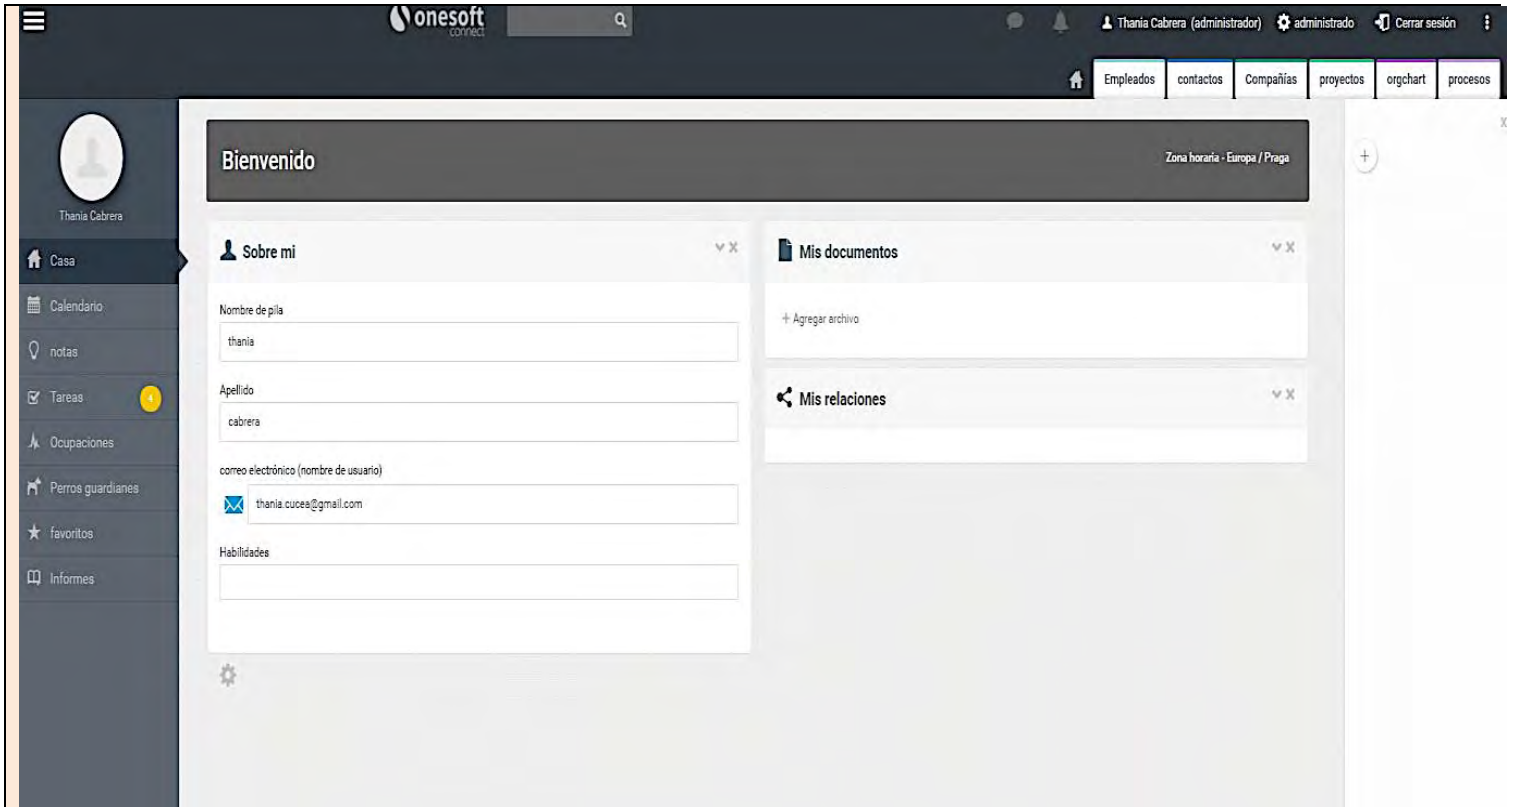 onesoft
connect
Thania Cabrera (administrador) administrado Cerrar sesión
Empleados contactos Compañías proyectos orgchart procesos
X
Thania Cabrera
Casa
Calendario
notas
Tareas 4
Ocupaciones
Perros guardianes
favoritos
Informes
Bienvenido
Zona horaria - Europa / Praga
+
Sobre mi
Nombre de pila
thania
Apellido
cabrera
correo electrónico (nombre de usuario)
thania.cucea@gmail.com
Habilidades
Mis documentos
+ Agregar archivo
Mis relaciones